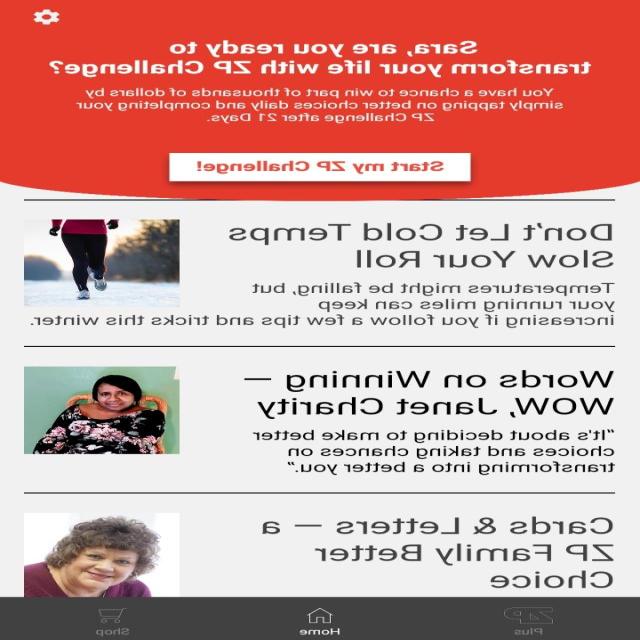 Sara, are you ready to
transform your life with ZP Challenge?
You have a chance to win part of thousands of dollars by
simply tapping on better choices daily and completing your
ZP Challenge after 21 Days.
Start my ZP Challenge!
Don't Let Cold Temps
Slow Your Roll
Temperatures might be falling, but
your running miles can keep
increasing if you follow a few tips and tricks this winter.
Words on Winning —
WOW, Janet Charity
"It's about deciding to make better
choices and taking chances on
transforming into a better you."
Cards & Letters — a
ZP Family Better
Choice
ZP
Plus
Home
Shop